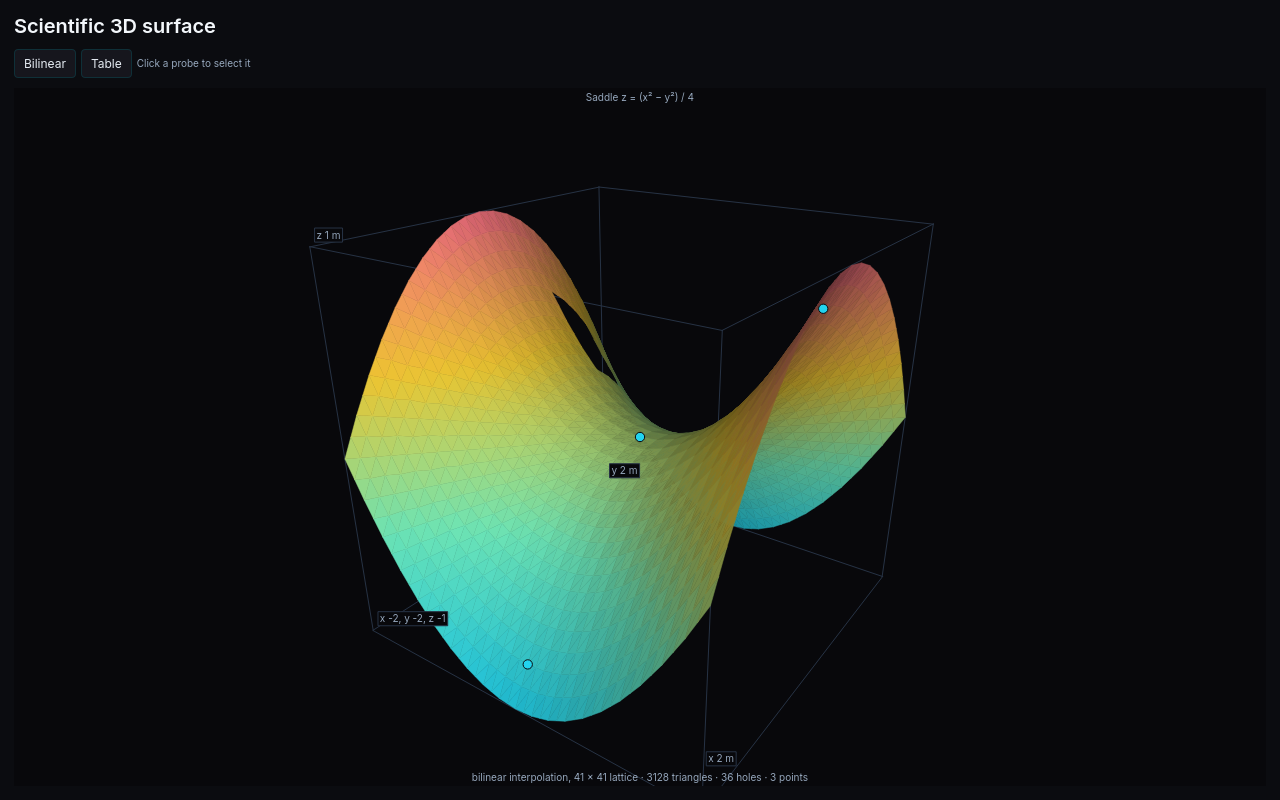 Scientific 3D surface
Bilinear
Table
Click a probe to select it
Saddle z = (x² − y²) / 4
z 1 m
y 2 m
x -2, y -2, z -1
x 2 m
bilinear interpolation, 41 × 41 lattice · 3128 triangles · 36 holes · 3 points